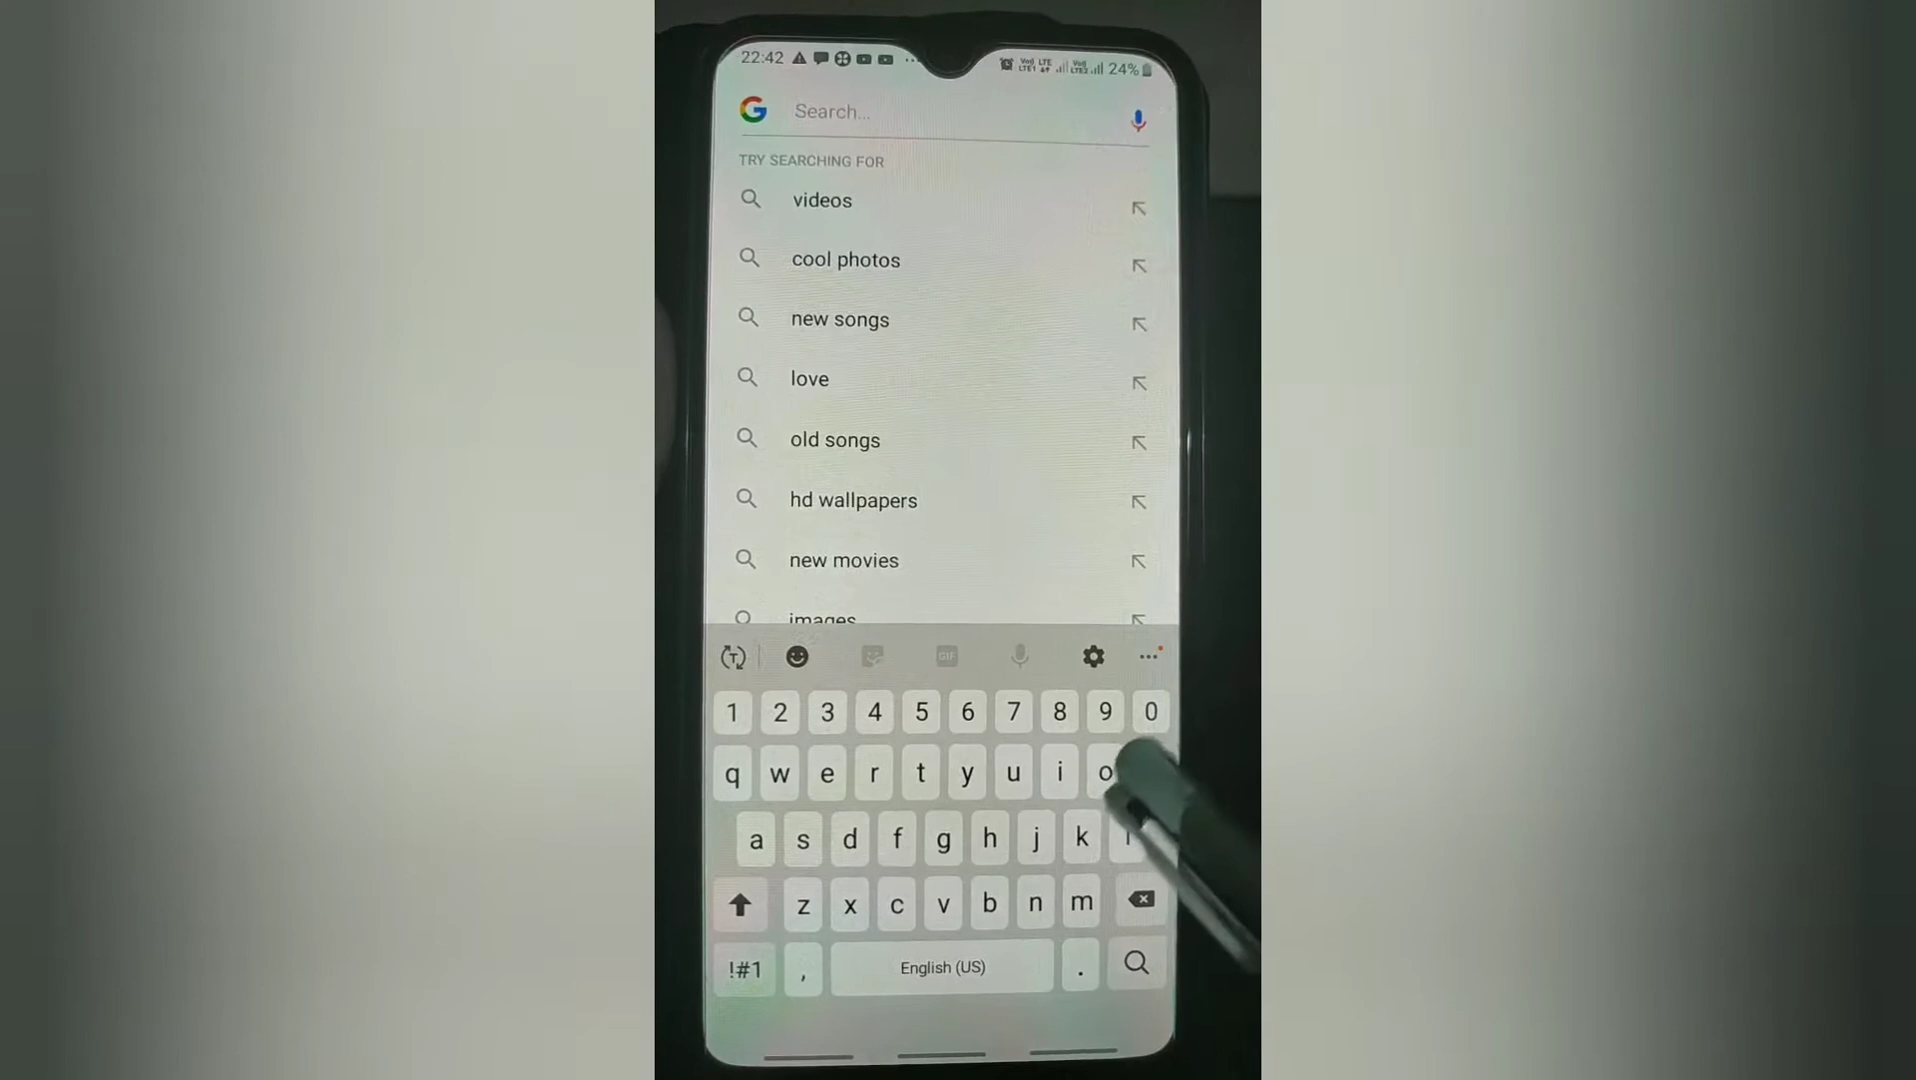 22:42 24%
Search...
TRY SEARCHING FOR
videos
cool photos
new songs
love
old songs
hd wallpapers
new movies
images
T GIF
1 2 3 4 5 6 7 8 9 0
q w e r t y u i o
a s d f g h j k
z x c v b n m
!#1 , English (US) .